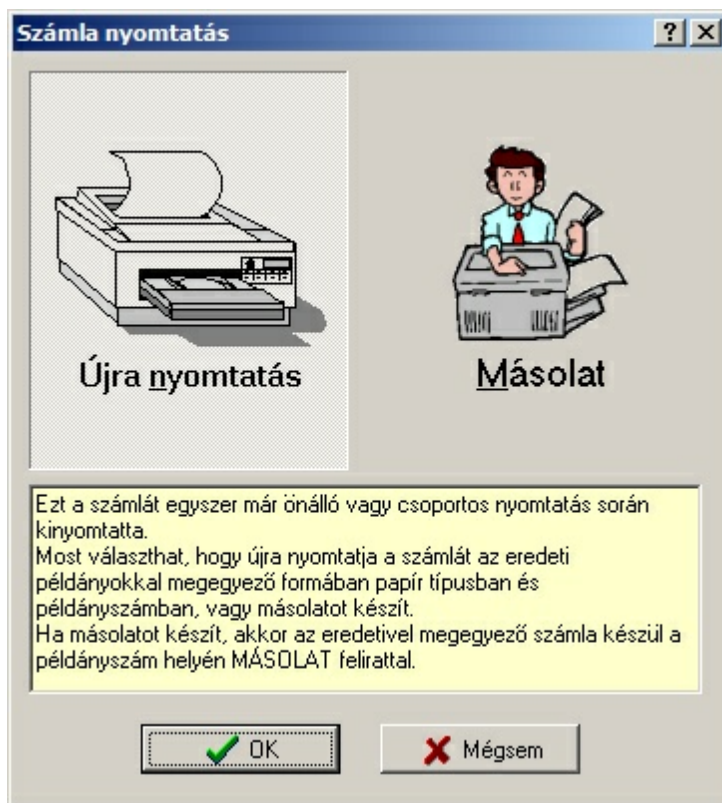 Számla nyomtatás
Újra nyomtatás
Másolat
Ezt a számlát egyszer már önálló vagy csoportos nyomtatás során
kinyomtatta.
Most választhat, hogy újra nyomtatja a számlát az eredeti
példányokkal megegyező formában papír típusban és
példányszámban, vagy másolatot készít.
Ha másolatot készít, akkor az eredetivel megegyező számla készül a
példányszám helyén MÁSOLAT felirattal.
OK
Mégsem